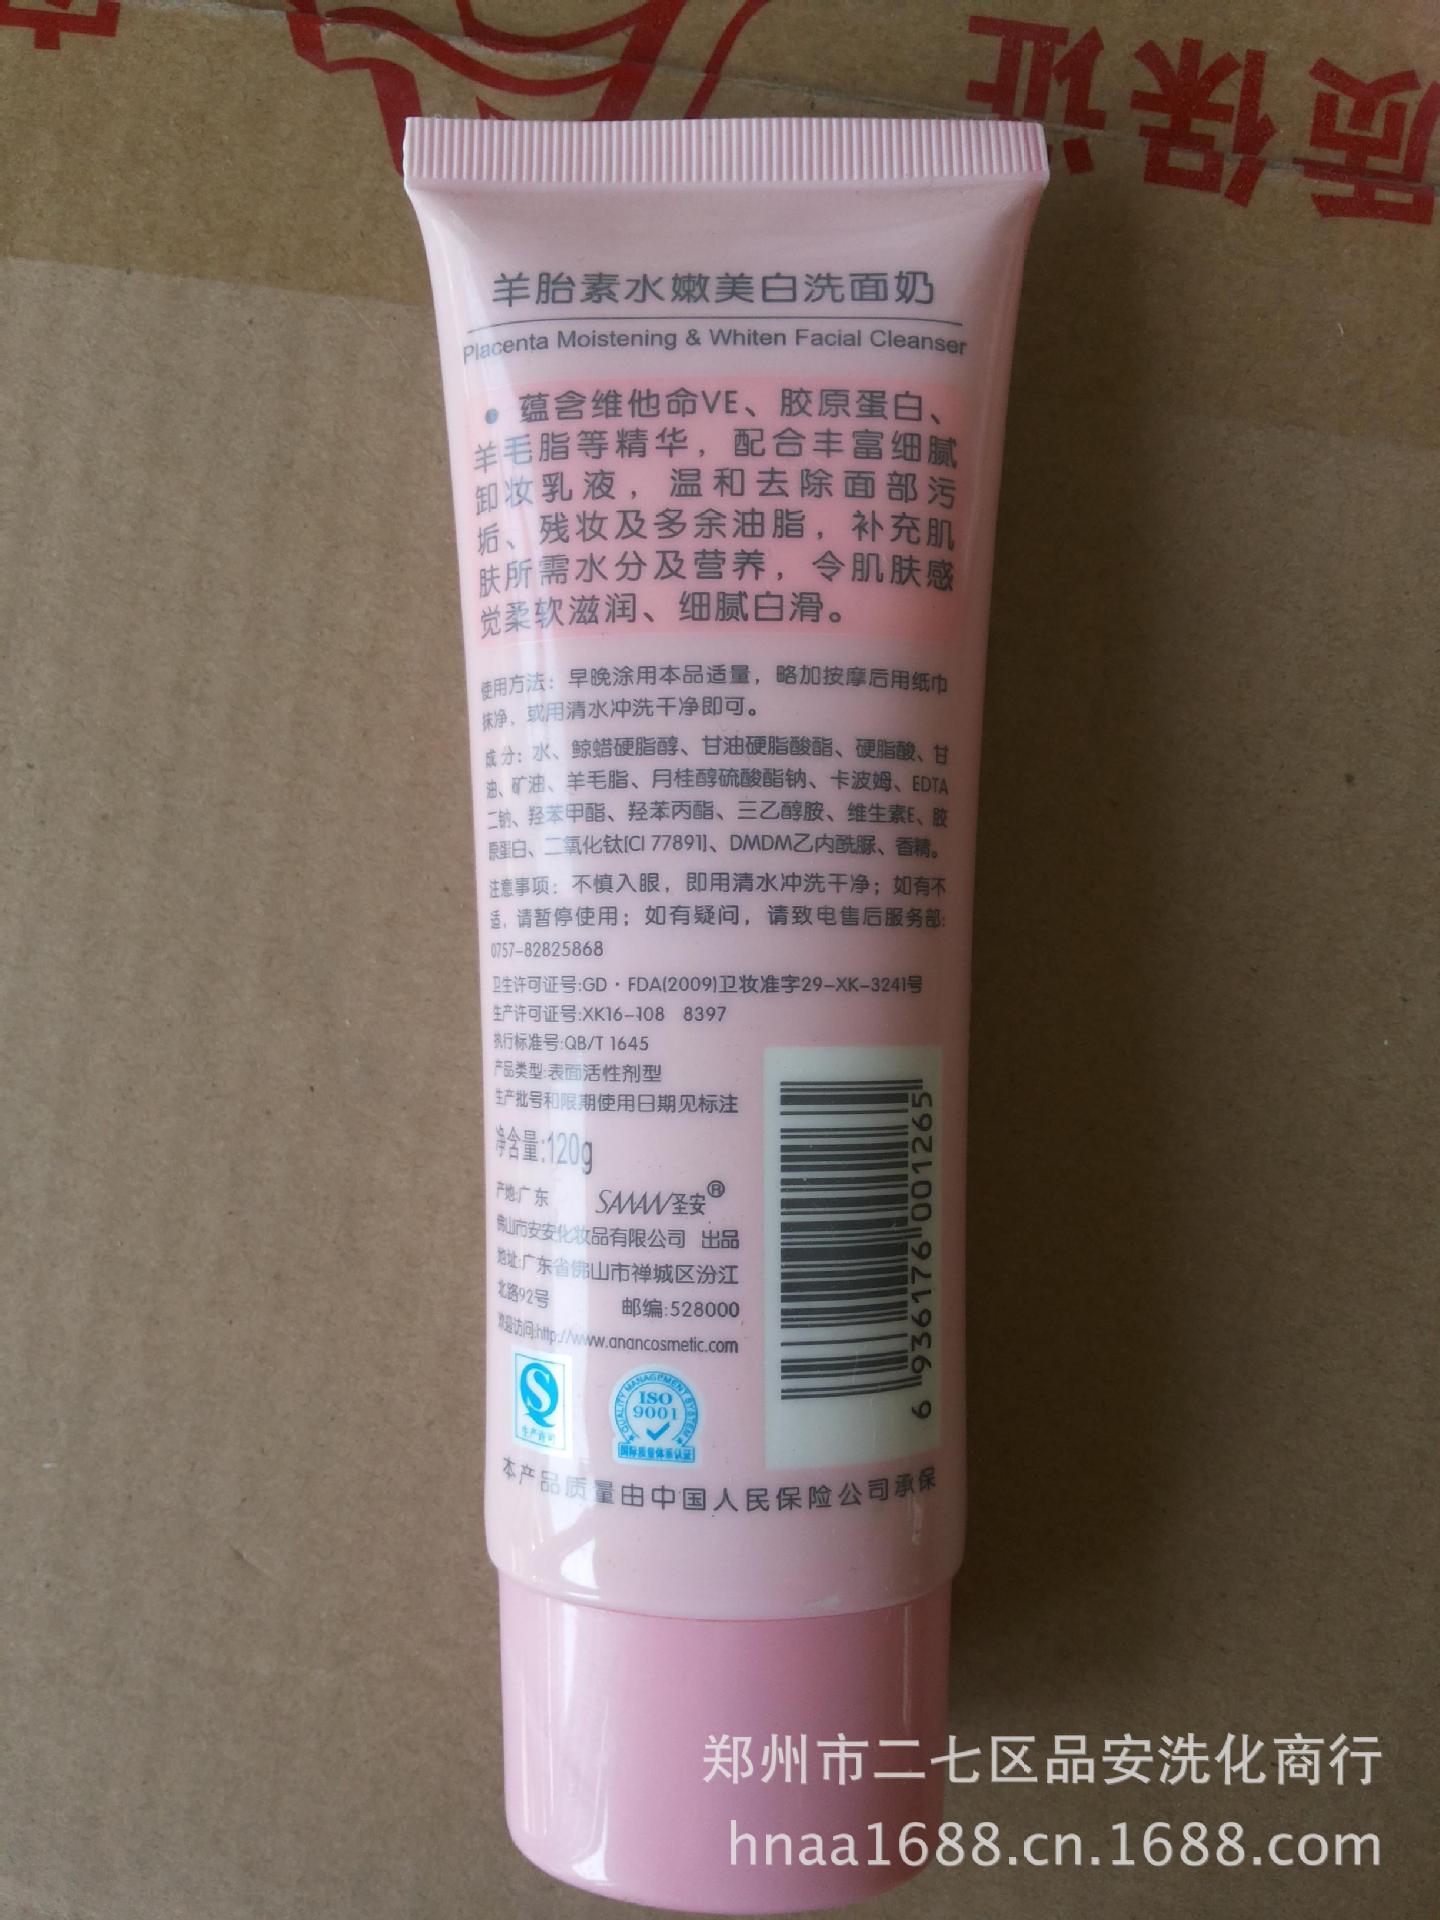 质保证
羊胎素水嫩美白洗面奶
Placenta Moistening & Whiten Facial Cleanser
• 蕴含维他命VE、胶原蛋白、
羊毛脂等精华，配合丰富细腻
卸妆乳液，温和去除面部污
垢、残妆及多余油脂，补充肌
肤所需水分及营养，令肌肤感
觉柔软滋润、细腻白滑。
使用方法：早晚涂用本品适量，略加按摩后用纸巾
抹净，或用清水冲洗干净即可。
成分：水、鲸蜡硬脂醇、甘油硬脂酸酯、硬脂酸、甘
油、矿油、羊毛脂、月桂醇硫酸酯钠、卡波姆、EDTA
二钠、羟苯甲酯、羟苯丙酯、三乙醇胺、维生素E、胶
原蛋白、二氧化钛(CI 77891)、DMDM乙内酰脲、香精。
注意事项：不慎入眼，即用清水冲洗干净；如有不
适，请暂停使用；如有疑问，请致电售后服务部：
0757-82825868
卫生许可证号:GD·FDA(2009)卫妆准字29-XK-3241号
生产许可证号:XK16-108 8397
执行标准号:QB/T 1645
产品类型:表面活性剂型
生产批号和限期使用日期见标注
净含量:120g
产地:广东 SANAN圣安®
佛山市安安化妆品有限公司 出品
地址:广东省佛山市禅城区汾江
北路92号 邮编:528000
欢迎访问:http://www.anancosmetic.com
6 936176 001265
QS
生产许可
QUALITY MANAGEMENT SYSTEM
ISO
9001
国际质量体系认证
本产品质量由中国人民保险公司承保
郑州市二七区品安洗化商行
hnaa1688.cn.1688.com